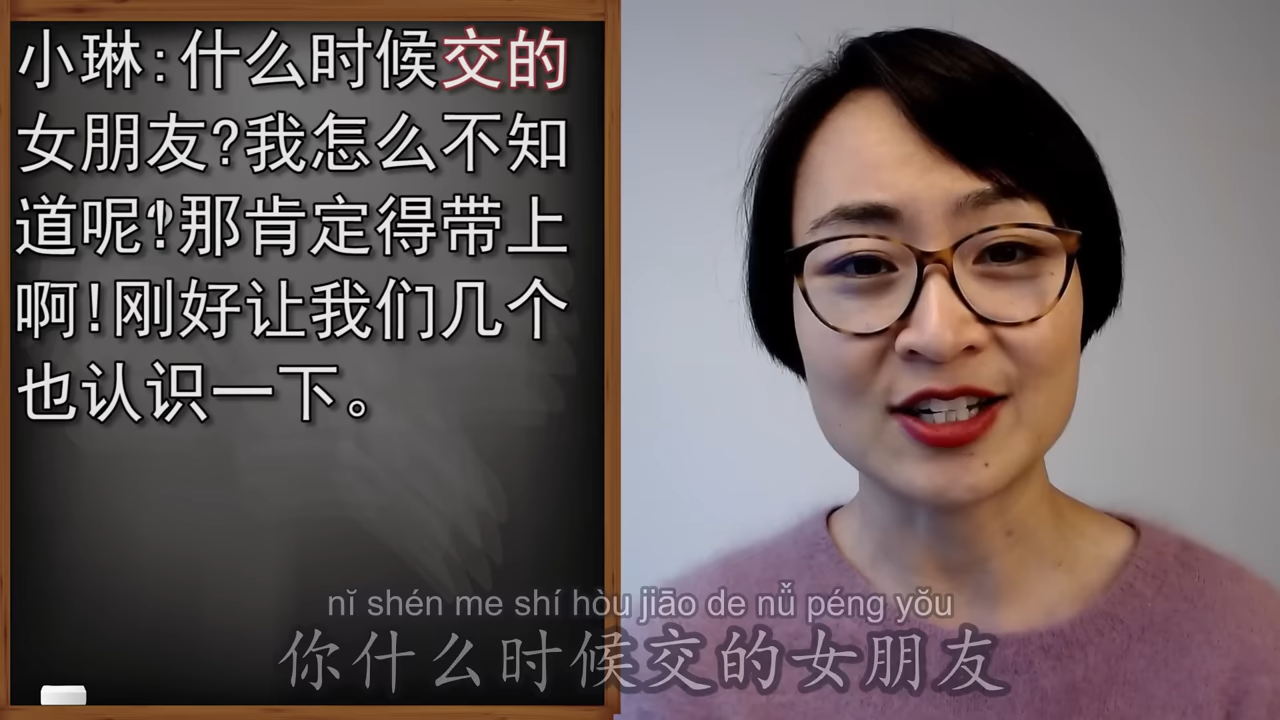 小琳:什么时候交的
女朋友?我怎么不知
道呢‽那肯定得带上
啊!刚好让我们几个
也认识一下。
nǐ shén me shí hòu jiāo de nǚ péng yǒu
你什么时候交的女朋友